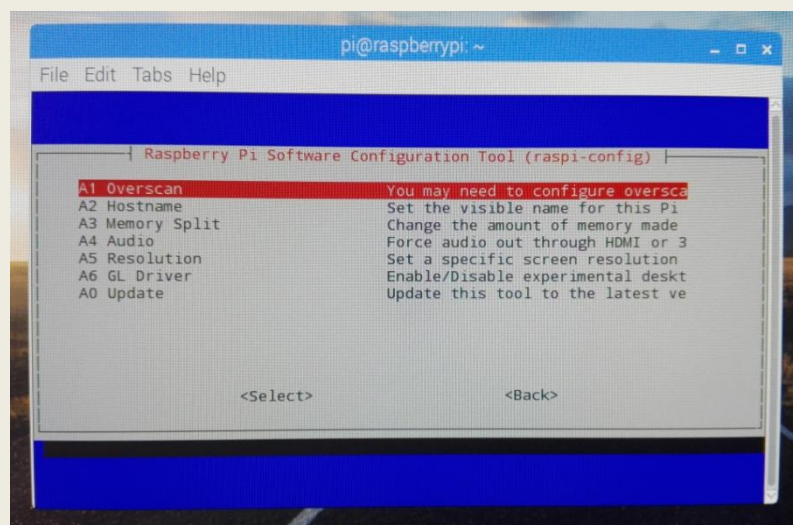 pi@raspberrypi: ~
File Edit Tabs Help
Raspberry Pi Software Configuration Tool (raspi-config)
A1 Overscan You may need to configure oversca
A2 Hostname Set the visible name for this Pi
A3 Memory Split Change the amount of memory made
A4 Audio Force audio out through HDMI or 3
A5 Resolution Set a specific screen resolution
A6 GL Driver Enable/Disable experimental deskt
A0 Update Update this tool to the latest ve
<Select> <Back>